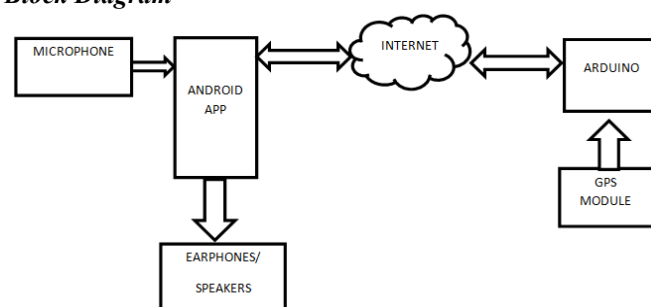 Block Diagram
MICROPHONE
ANDROID
APP
INTERNET
ARDUINO
GPS
MODULE
EARPHONES/
SPEAKERS